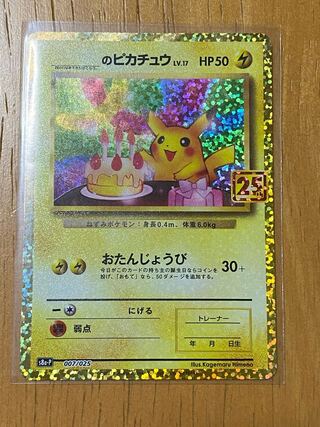 のピカチュウ LV.17 HP50
25
ねずみポケモン：身長0.4m、体重6.0kg
おたんじょうび 30+
今日がこのカードの持ち主の誕生日ならコインを
投げ、「おもて」なら、50ダメージを追加する。
にげる
弱点
トレーナー
年 月 日生
s8a-P 007/025
Illus.Kagemaru Himeno